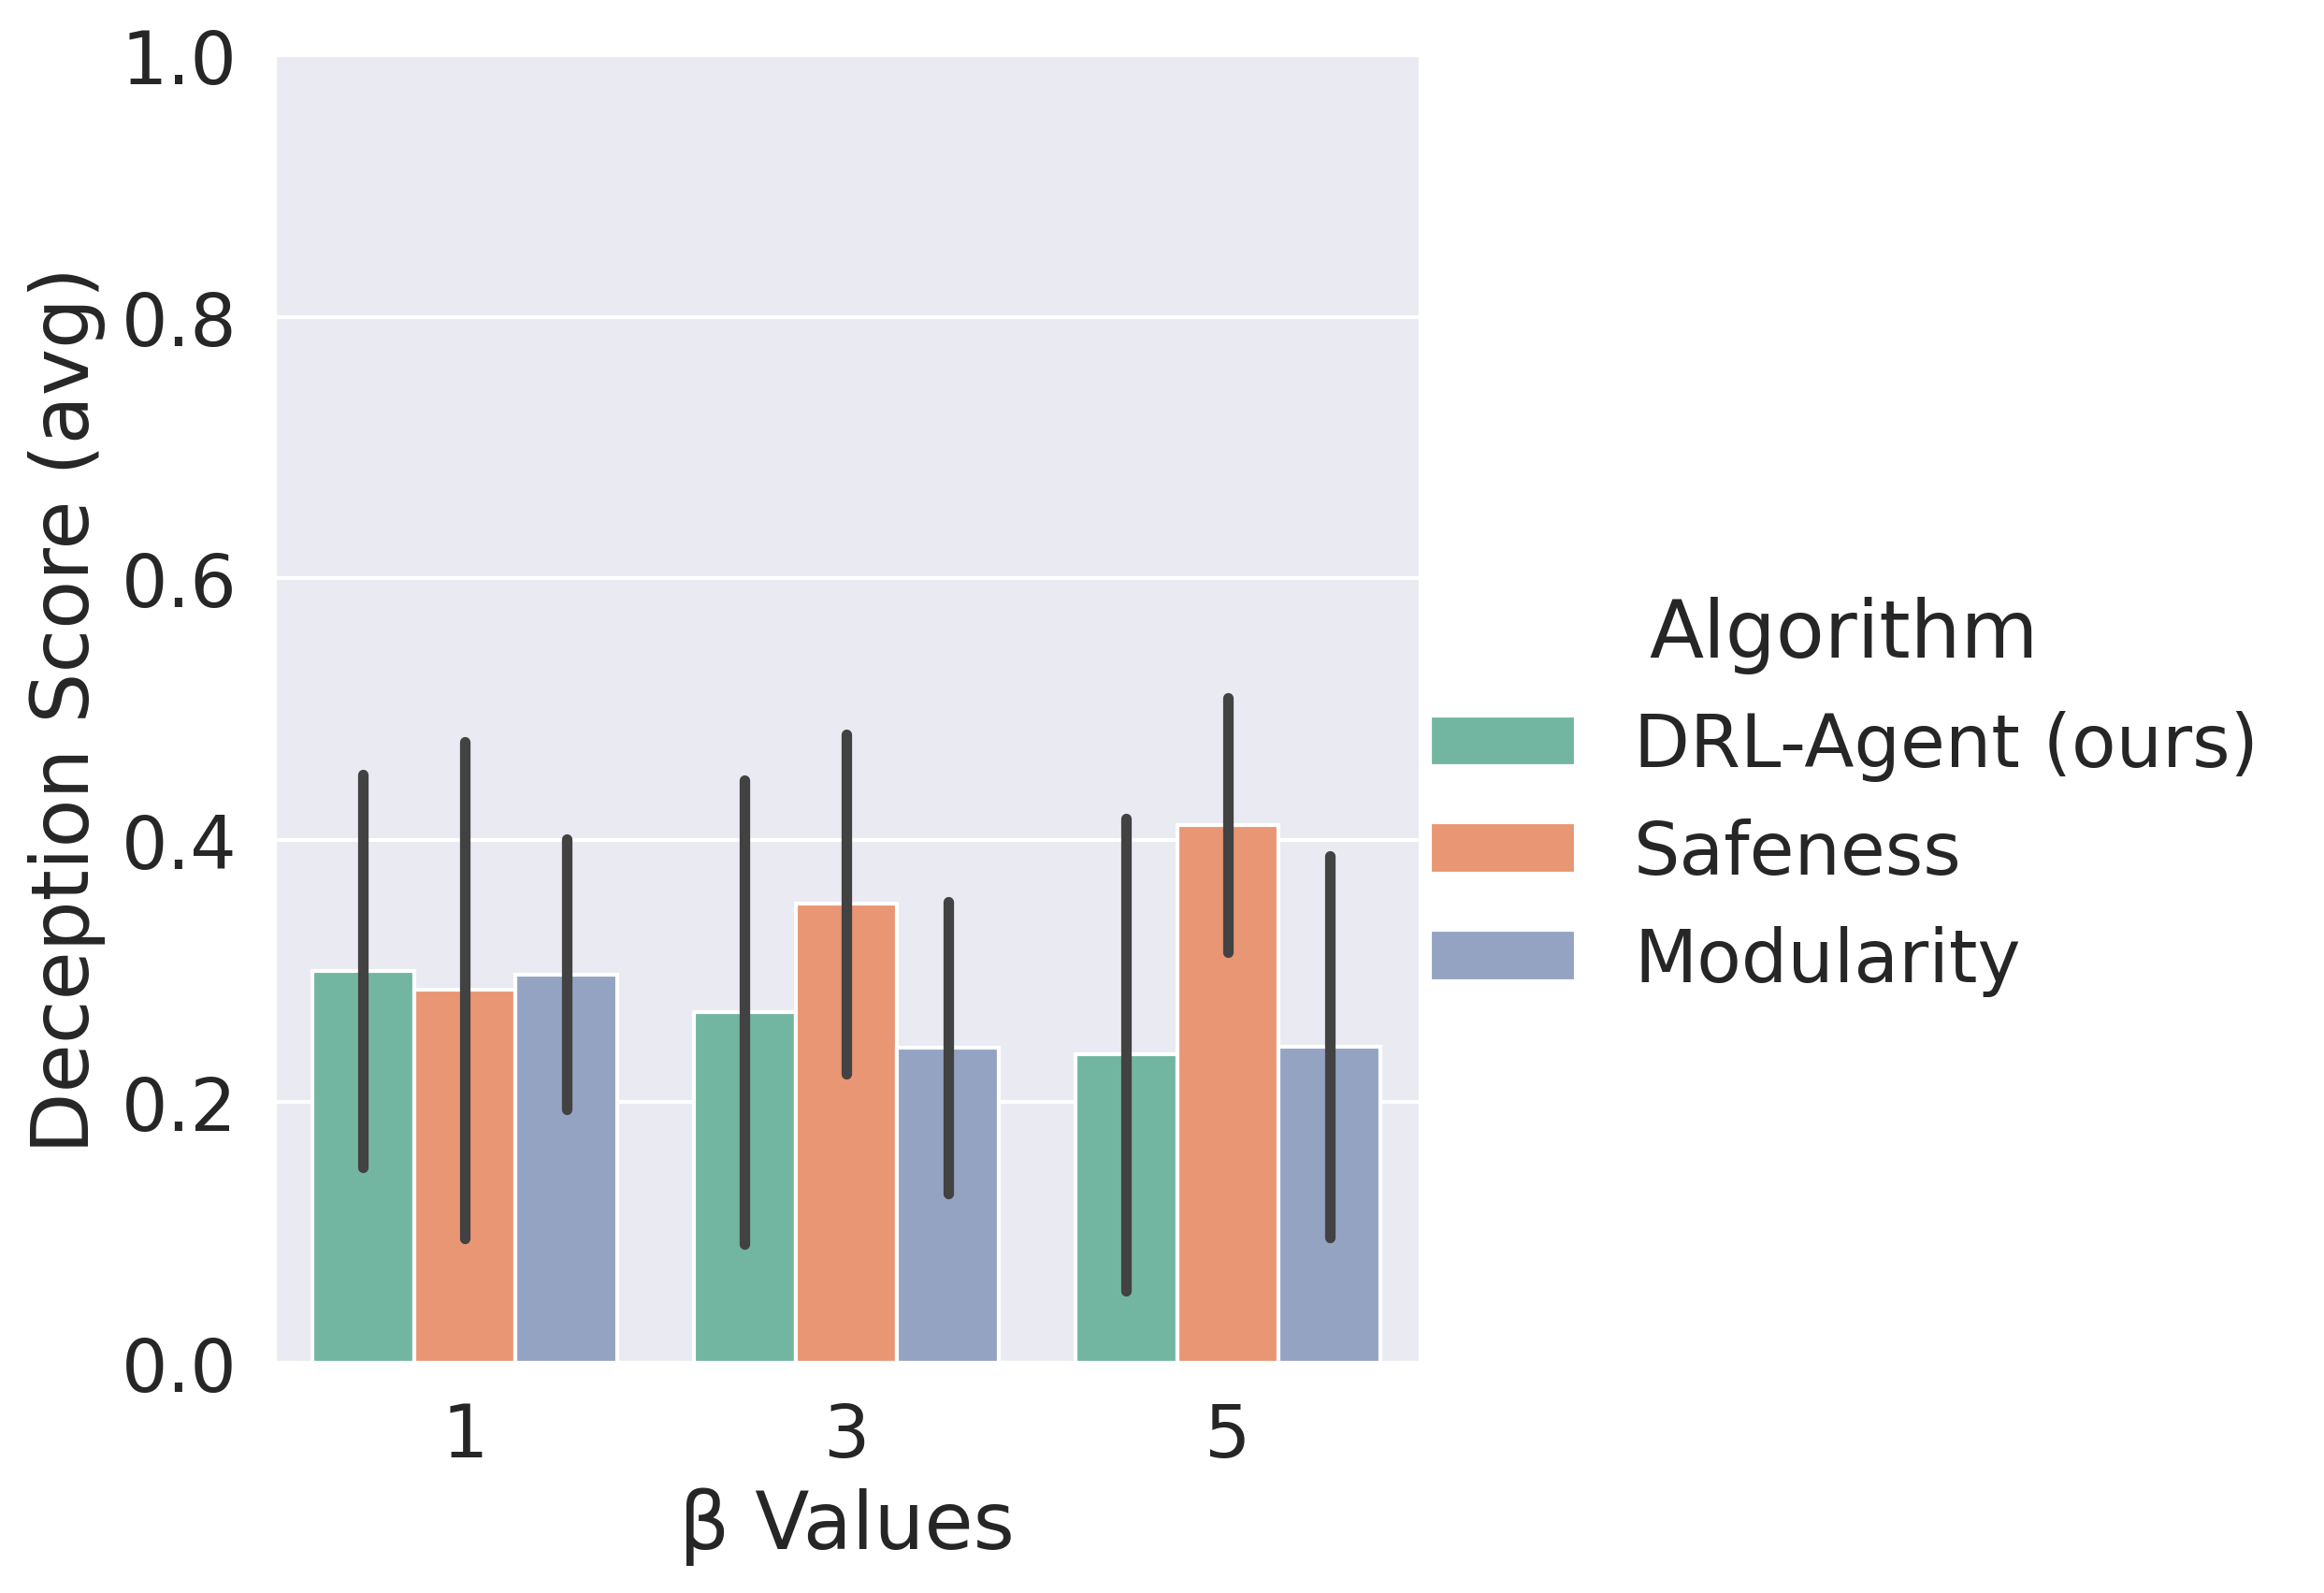 Deception Score (avg)
1.0
0.8
0.6
0.4
0.2
0.0
1 3 5
β Values
Algorithm
DRL-Agent (ours)
Safeness
Modularity